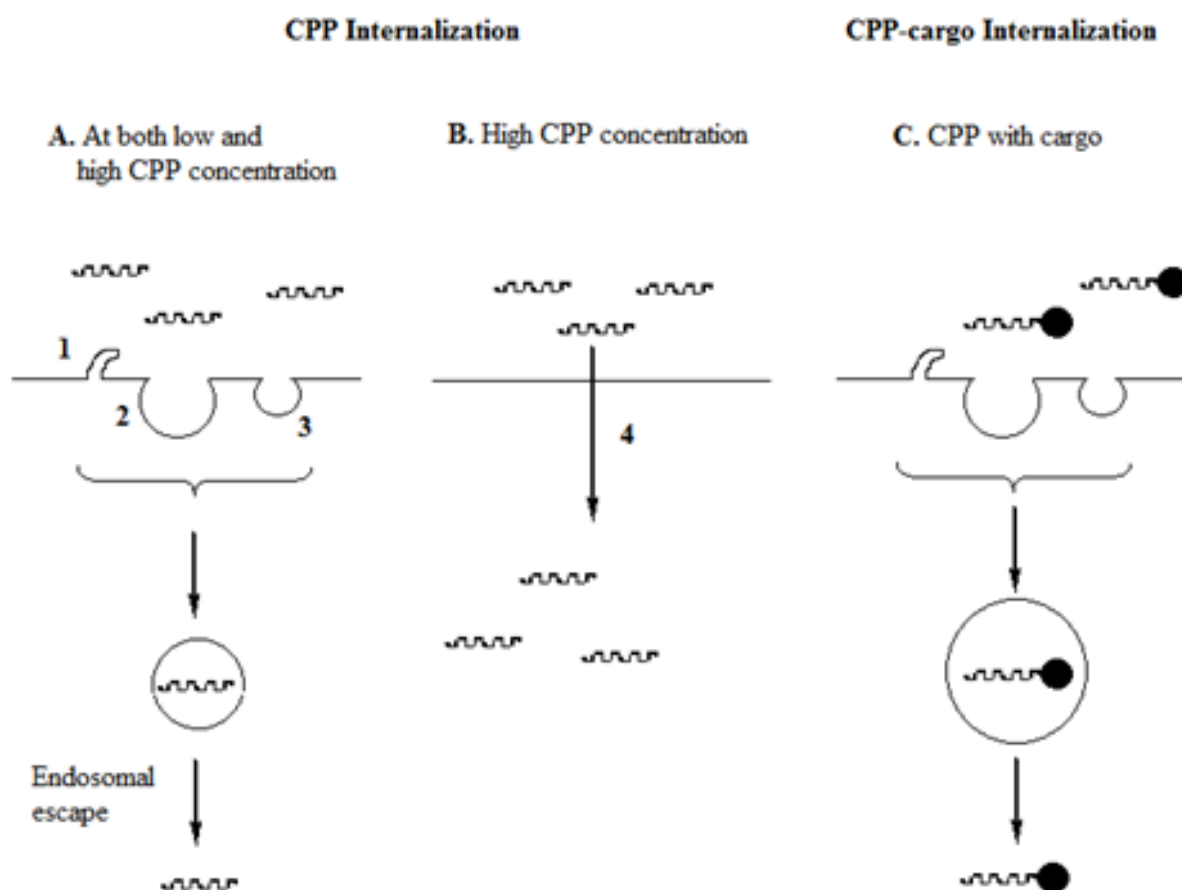 CPP Internalization
CPP-cargo Internalization
A. At both low and
high CPP concentration
B. High CPP concentration
C. CPP with cargo
1
2
3
4
Endosomal
escape